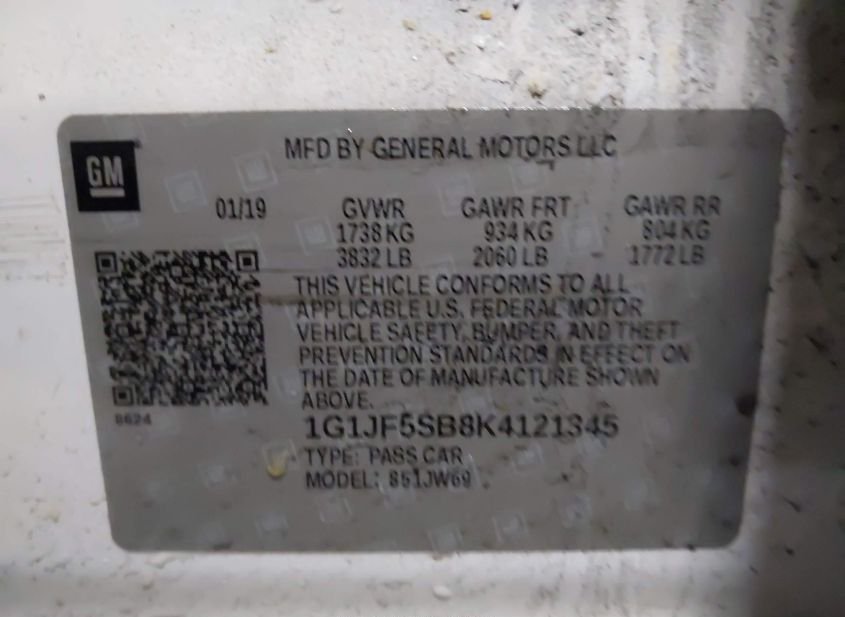 GM
MFD BY GENERAL MOTORS LLC
01/19 GVWR GAWR FRT GAWR RR
1738 KG 934 KG 804 KG
3832 LB 2060 LB 1772 LB
THIS VEHICLE CONFORMS TO ALL
APPLICABLE U.S. FEDERAL MOTOR
VEHICLE SAFETY, BUMPER, AND THEFT
PREVENTION STANDARDS IN EFFECT ON
THE DATE OF MANUFACTURE SHOWN
ABOVE.
8624
1G1JF5SB8K4121345
TYPE: PASS CAR
MODEL: